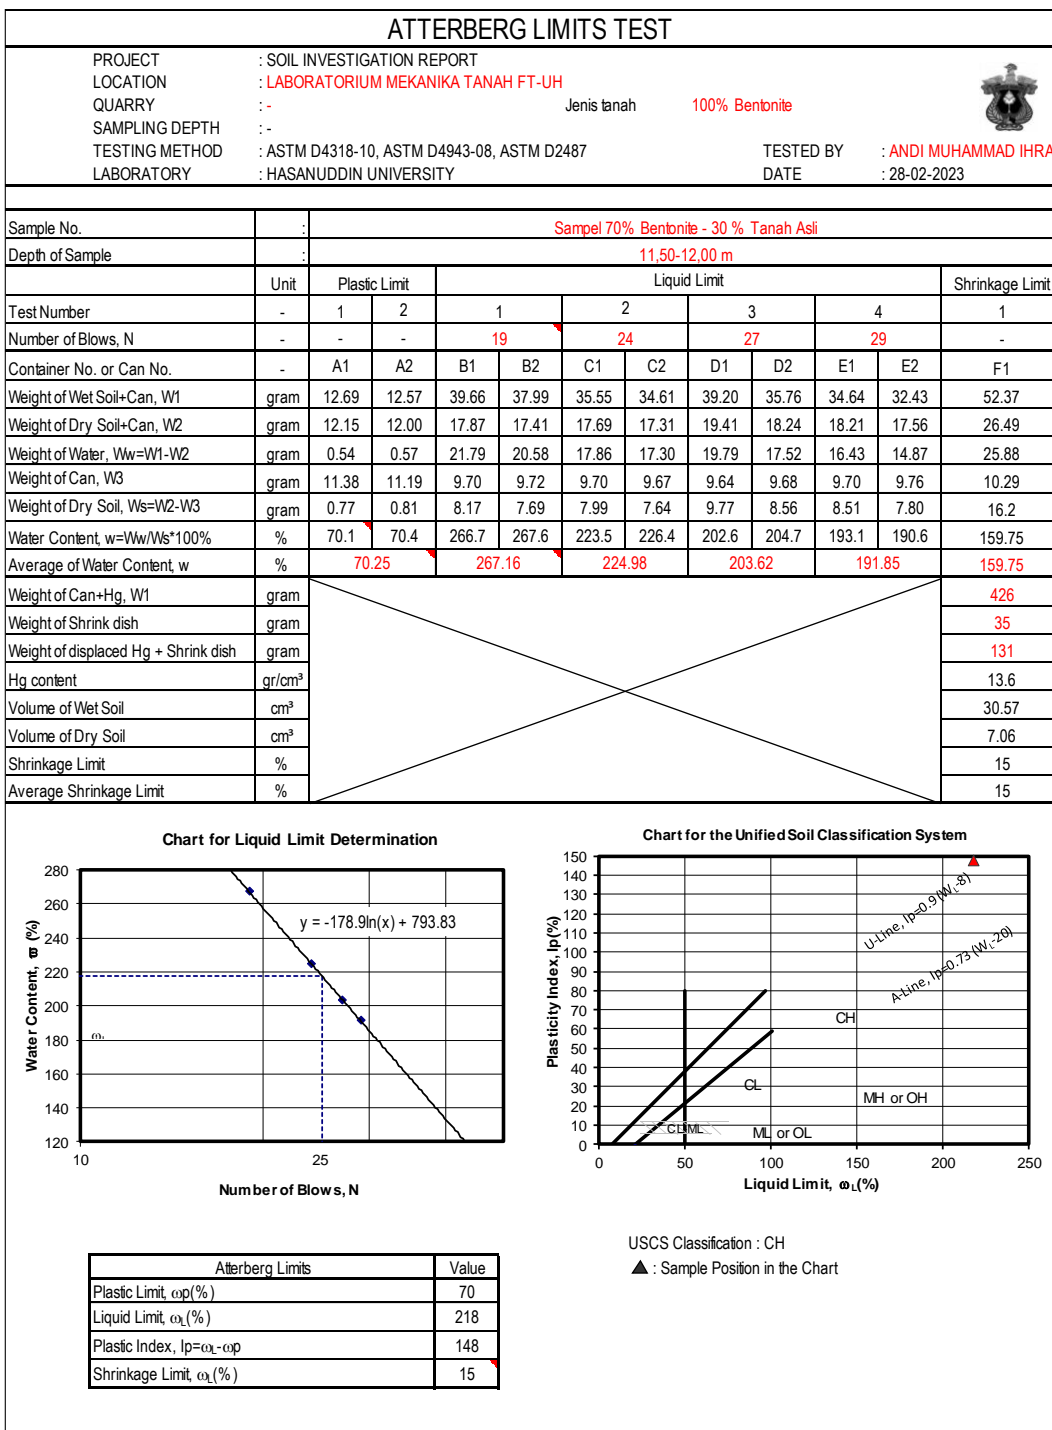 ATTERBERG LIMITS TEST
PROJECT : SOIL INVESTIGATION REPORT
LOCATION : LABORATORIUM MEKANIKA TANAH FT-UH
QUARRY : - Jenis tanah 100% Bentonite
SAMPLING DEPTH : -
TESTING METHOD : ASTM D4318-10, ASTM D4943-08, ASTM D2487 TESTED BY : ANDI MUHAMMAD IHRA
LABORATORY : HASANUDDIN UNIVERSITY DATE : 28-02-2023
Sample No. : Sampel 70% Bentonite - 30 % Tanah Asli
Depth of Sample : 11,50-12,00 m
Unit Plastic Limit Liquid Limit Shrinkage Limit
Test Number - 1 2 1 2 3 4 1
Number of Blows, N - - - 19 24 27 29 -
Container No. or Can No. - A1 A2 B1 B2 C1 C2 D1 D2 E1 E2 F1
Weight of Wet Soil+Can, W1 gram 12.69 12.57 39.66 37.99 35.55 34.61 39.20 35.76 34.64 32.43 52.37
Weight of Dry Soil+Can, W2 gram 12.15 12.00 17.87 17.41 17.69 17.31 19.41 18.24 18.21 17.56 26.49
Weight of Water, Ww=W1-W2 gram 0.54 0.57 21.79 20.58 17.86 17.30 19.79 17.52 16.43 14.87 25.88
Weight of Can, W3 gram 11.38 11.19 9.70 9.72 9.70 9.67 9.64 9.68 9.70 9.76 10.29
Weight of Dry Soil, Ws=W2-W3 gram 0.77 0.81 8.17 7.69 7.99 7.64 9.77 8.56 8.51 7.80 16.2
Water Content, w=Ww/Ws*100% % 70.1 70.4 266.7 267.6 223.5 226.4 202.6 204.7 193.1 190.6 159.75
Average of Water Content, w % 70.25 267.16 224.98 203.62 191.85 159.75
Weight of Can+Hg, W1 gram 426
Weight of Shrink dish gram 35
Weight of displaced Hg + Shrink dish gram 131
Hg content gr/cm³ 13.6
Volume of Wet Soil cm³ 30.57
Volume of Dry Soil cm³ 7.06
Shrinkage Limit % 15
Average Shrinkage Limit % 15
Chart for Liquid Limit Determination
280
260
240
220
200
180
160
140
120
10 25
y = -178.9ln(x) + 793.83
Water Content, ϖ (%)
Number of Blows, N
Chart for the Unified Soil Classification System
150
140
130
120
110
100
90
80
70
60
50
40
30
20
10
0
0 50 100 150 200 250
Plasticity Index, Ip(%)
U-Line, Ip=0.9 (WL-8)
A-Line, Ip=0.73 (WL-20)
CH
CL
MH or OH
CL ML
ML or OL
Liquid Limit, ωL(%)
USCS Classification : CH
▲ : Sample Position in the Chart
Atterberg Limits Value
Plastic Limit, ωp(%) 70
Liquid Limit, ωL(%) 218
Plastic Index, Ip=ωL-ωp 148
Shrinkage Limit, ωL(%) 15